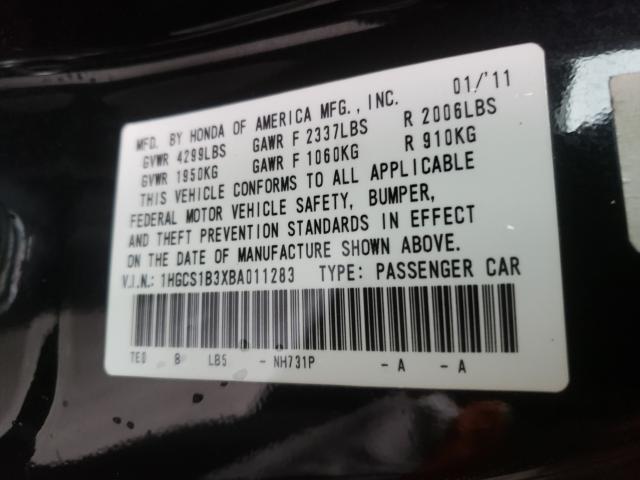 MFD. BY HONDA OF AMERICA MFG., INC. 01/'11
GVWR 4299LBS GAWR F 2337LBS R 2006LBS
GVWR 1950KG GAWR F 1060KG R 910KG
THIS VEHICLE CONFORMS TO ALL APPLICABLE
FEDERAL MOTOR VEHICLE SAFETY, BUMPER,
AND THEFT PREVENTION STANDARDS IN EFFECT
ON THE DATE OF MANUFACTURE SHOWN ABOVE.
V.I.N.: 1HGCS1B3XBA011283 TYPE: PASSENGER CAR
TE0 B LB5 - NH731P - A - A